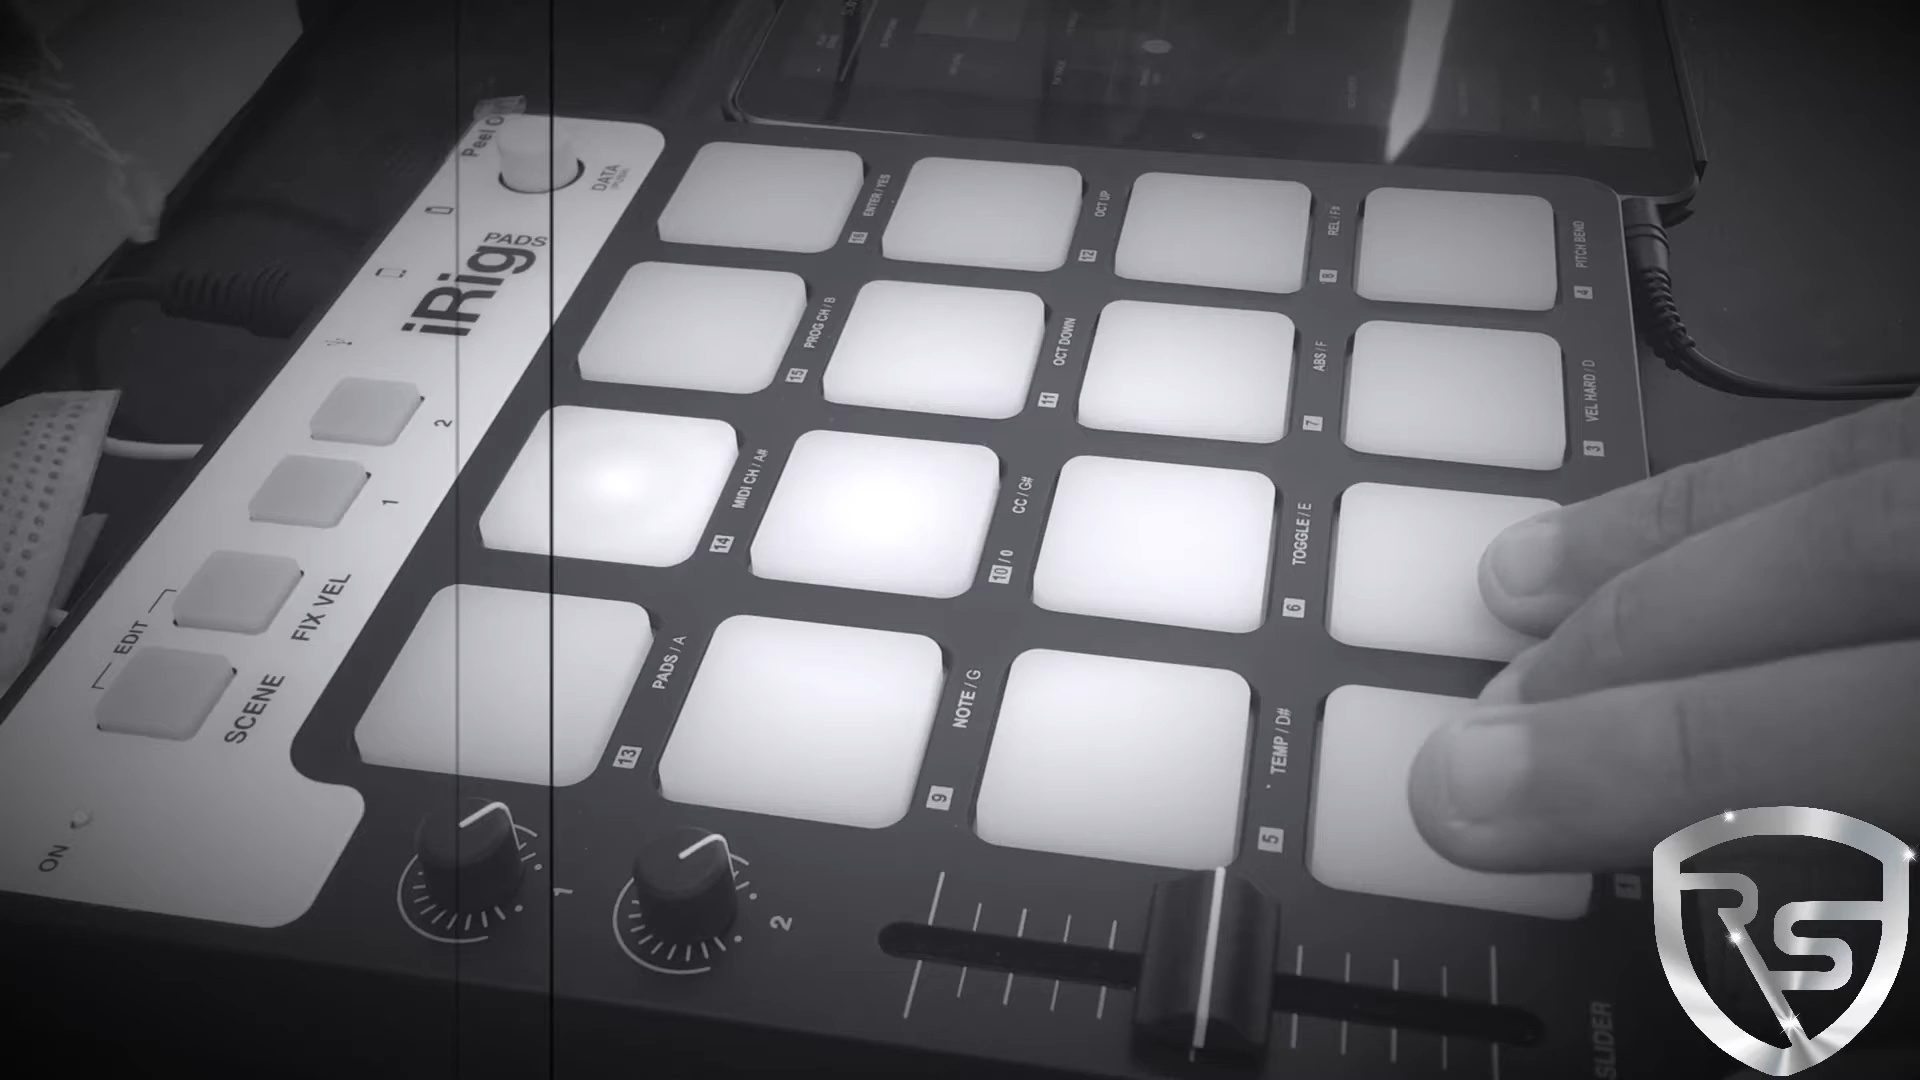 Peel O
DATA
(PUSH)
PADS
iRig
2
1
FIX VEL
EDIT
SCENE
ON
ENTER / YES
16
OCT UP
12
REL / F#
8
PITCH BEND
4
PROG CH / B
15
OCT DOWN
11
ABS / F
7
VEL HARD / D
3
MIDI CH / A#
14
CC / G#
10 / 0
TOGGLE / E
6
PADS / A
13
NOTE / G
9
TEMP / D#
5
1
1
2
SLIDER
RS